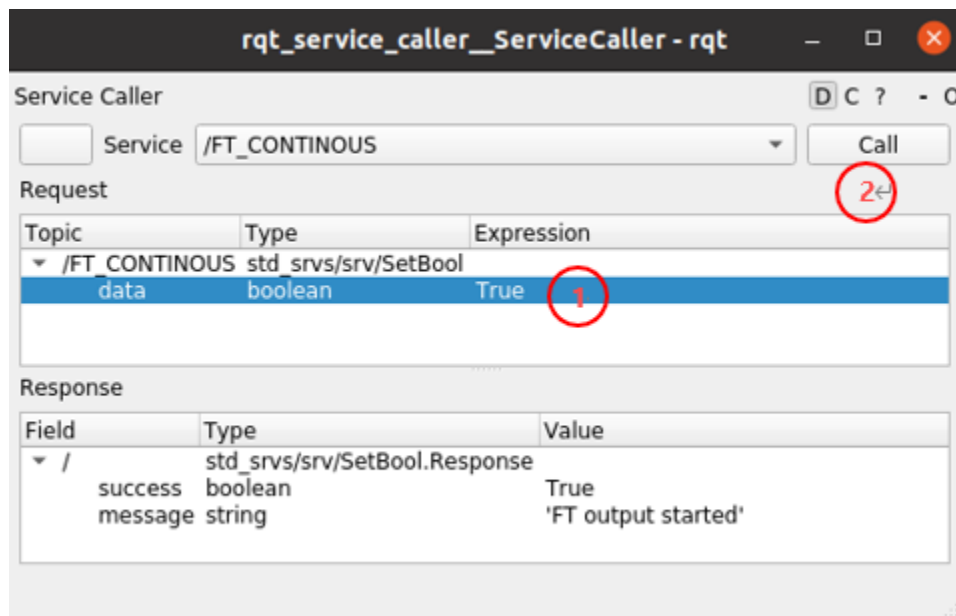 rqt_service_caller__ServiceCaller - rqt
Service Caller D C ? - O
Service /FT_CONTINOUS Call
Request 2↵
Topic Type Expression
/FT_CONTINOUS std_srvs/srv/SetBool
data boolean True 1
Response
Field Type Value
/ std_srvs/srv/SetBool.Response
success boolean True
message string 'FT output started'